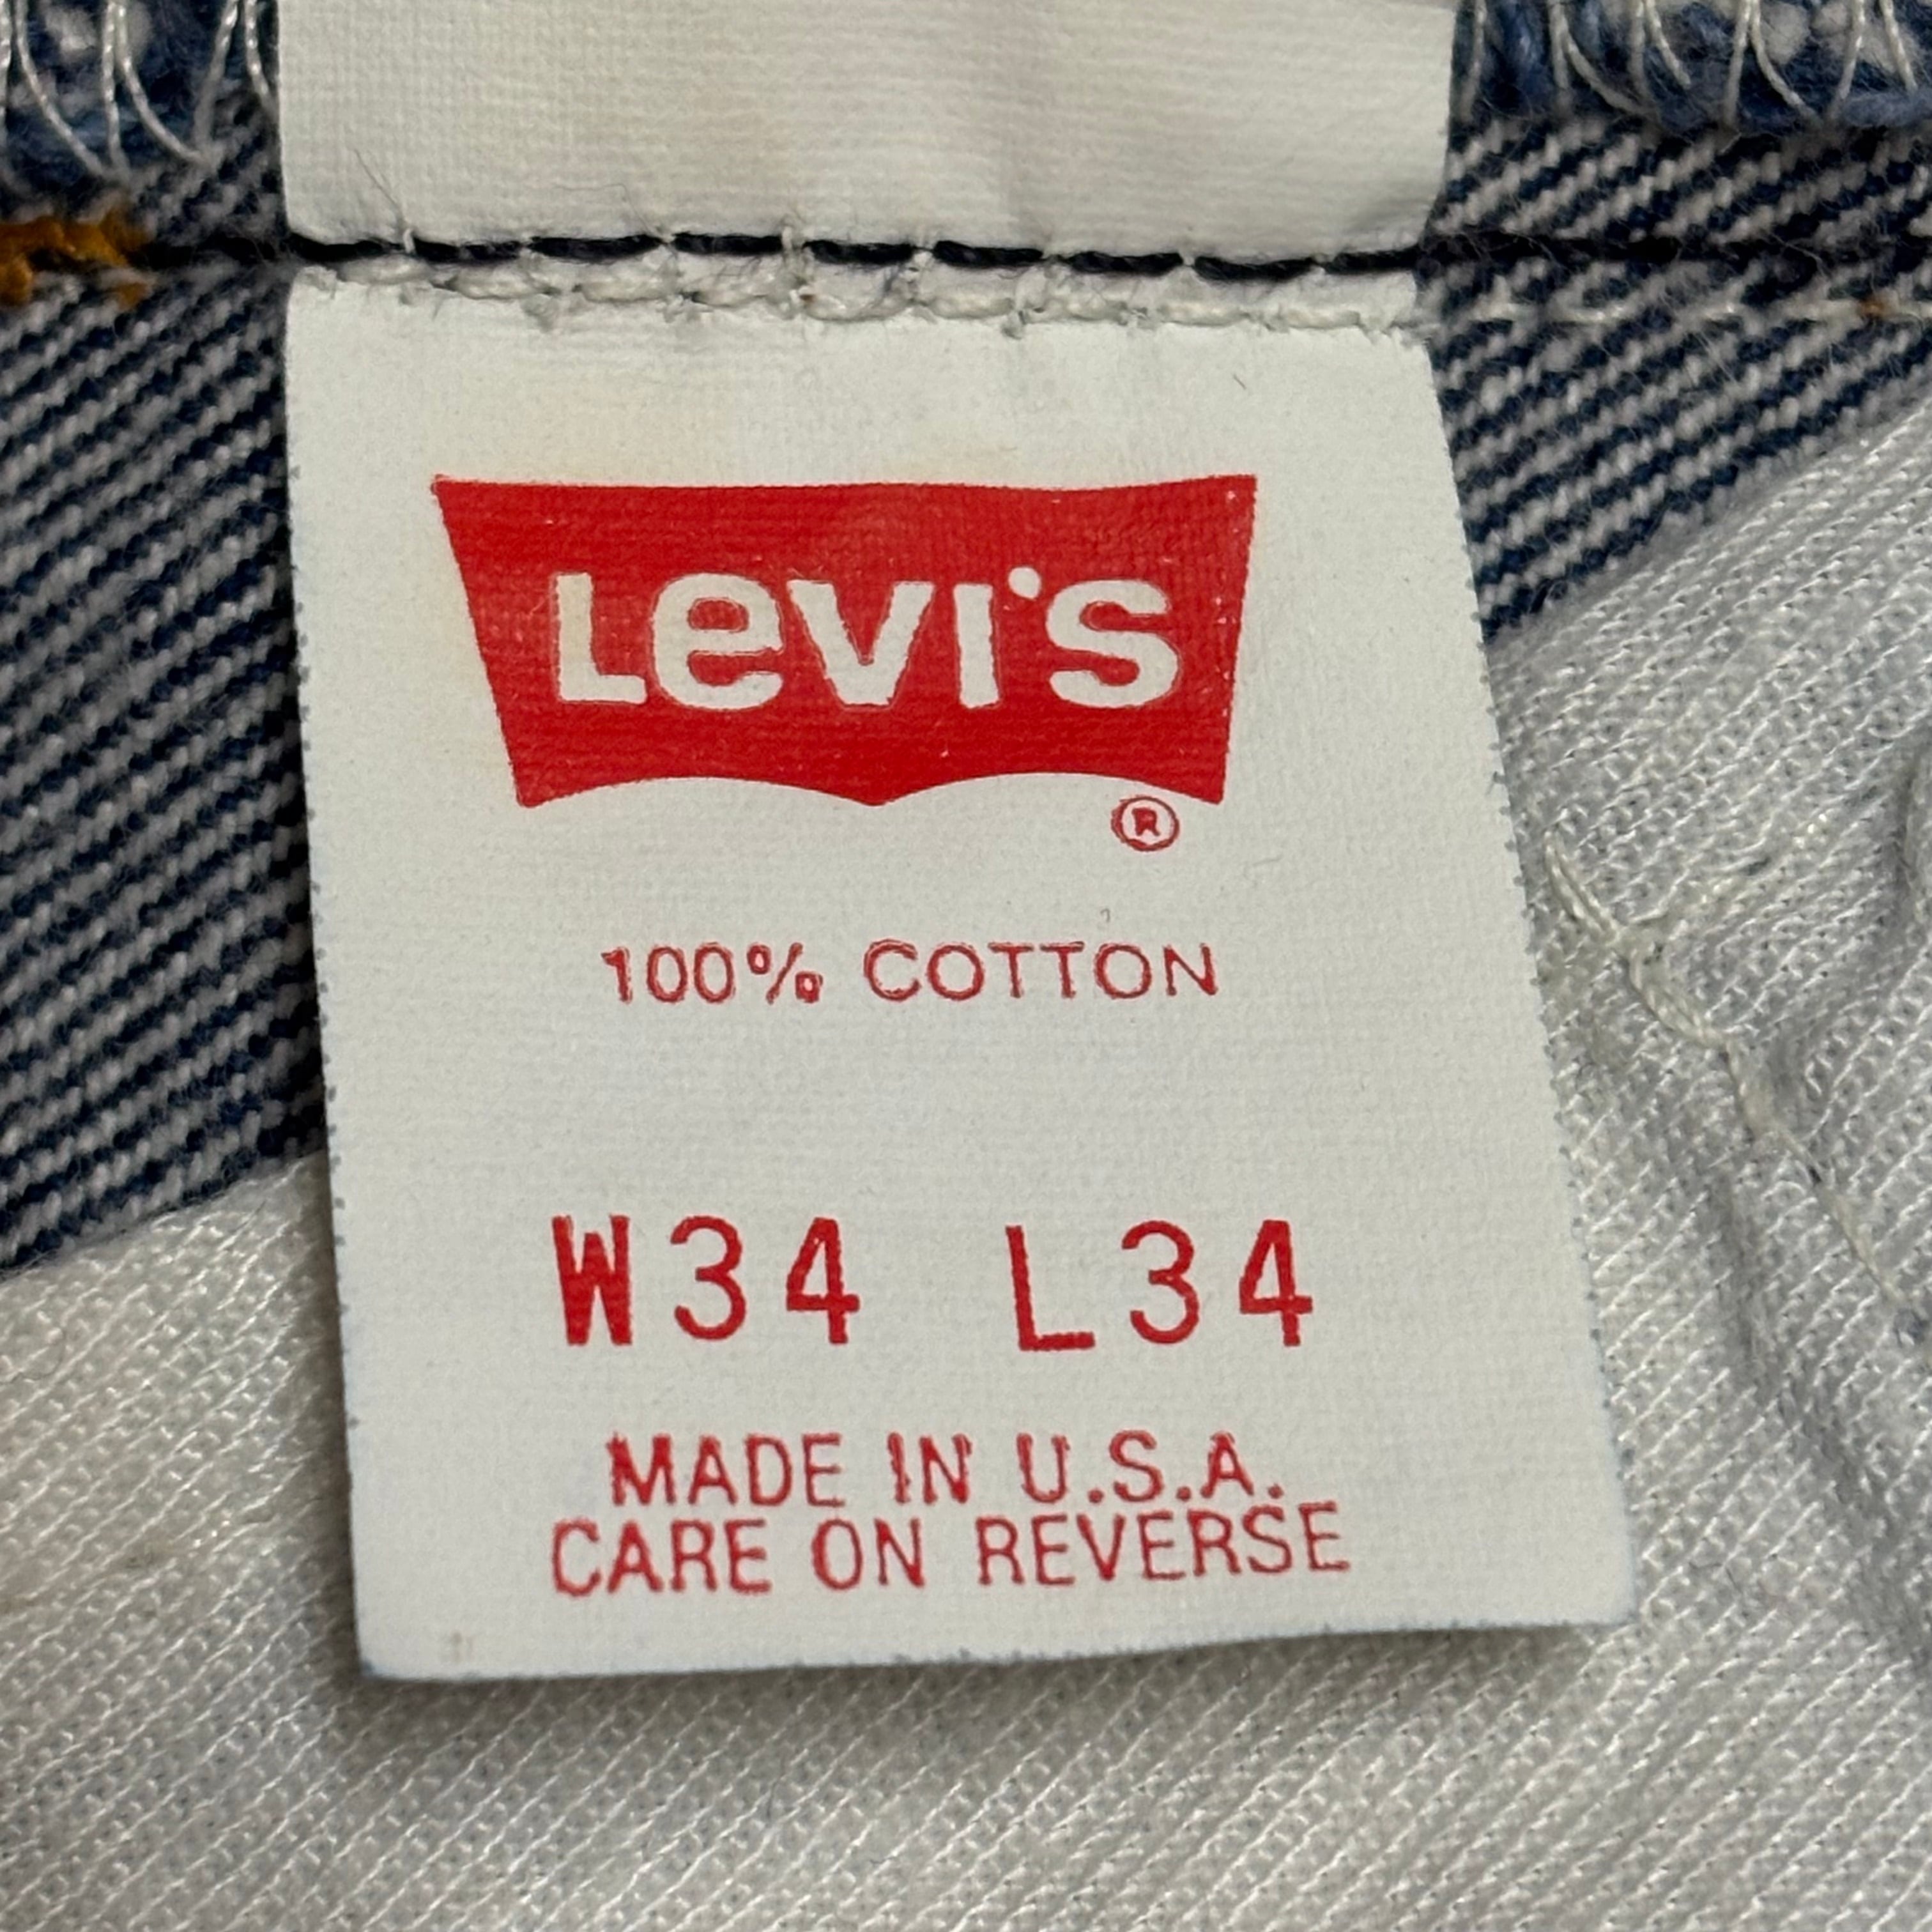 Levi's
®
100% COTTON
W34 L34
MADE IN U.S.A.
CARE ON REVERSE